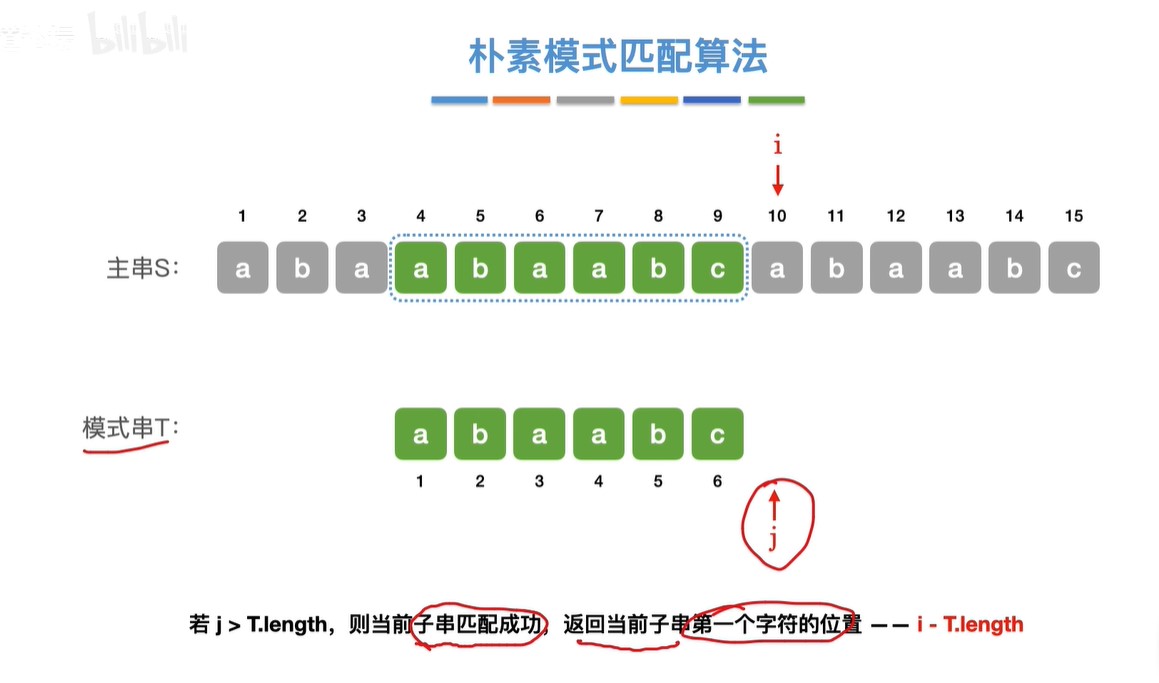 bilibili
朴素模式匹配算法
i
1 2 3 4 5 6 7 8 9 10 11 12 13 14 15
主串S: a b a a b a a b c a b a a b c
模式串T: a b a a b c
1 2 3 4 5 6
j
若 j > T.length，则当前子串匹配成功，返回当前子串第一个字符的位置 —— i - T.length